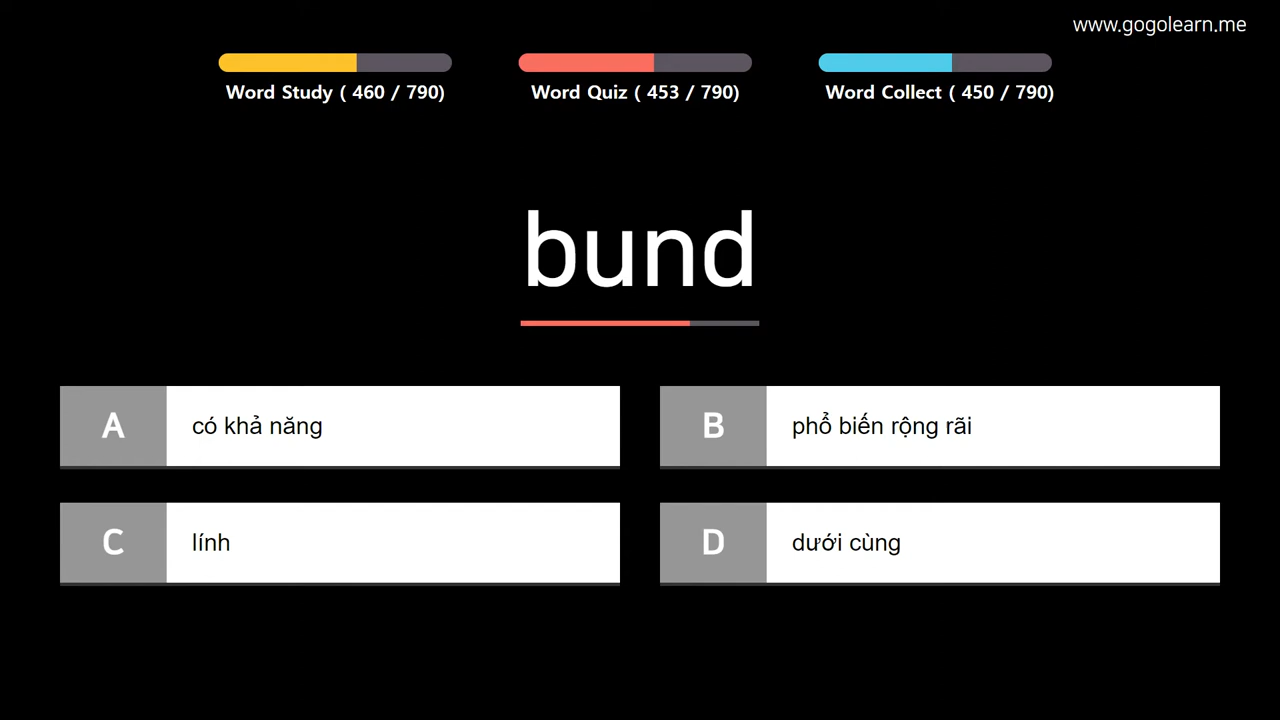 www.gogolearn.me
Word Study ( 460 / 790)
Word Quiz ( 453 / 790)
Word Collect ( 450 / 790)
bund
A
có khả năng
B
phổ biến rộng rãi
C
lính
D
dưới cùng